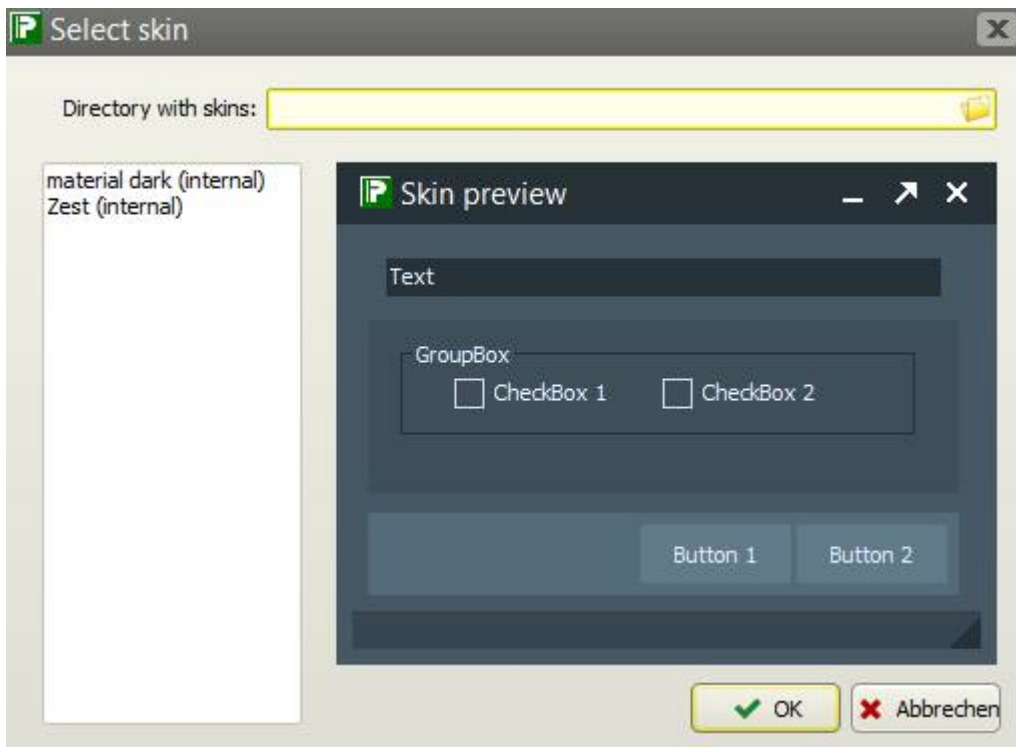 Select skin
Directory with skins:
material dark (internal)
Zest (internal)
Skin preview
Text
GroupBox
CheckBox 1
CheckBox 2
Button 1
Button 2
OK
Abbrechen